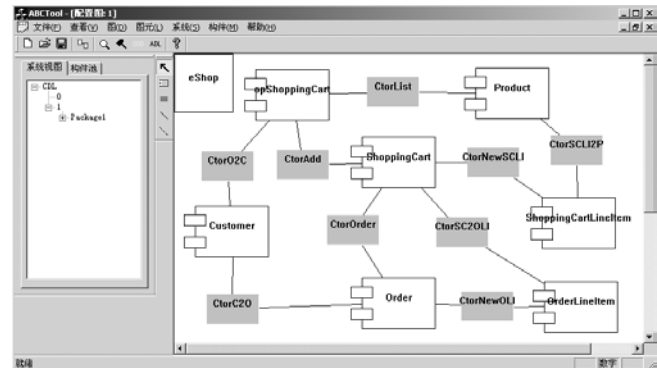 ABCTool - [配置图: 1]
文件(F) 查看(V) 图(D) 图元(L) 系统(S) 构件(M) 帮助(H)
ADL
系统视图 构件池
CDL
0
1
Package1
eShop
opShoppingCart
CtorList
Product
CtorO2C
CtorAdd
ShoppingCart
CtorNewSCLI
CtorSCLI2P
Customer
CtorOrder
CtorSC2OLI
ShoppingCartLineItem
CtorC2O
Order
CtorNewOLI
OrderLineItem
就绪 数字